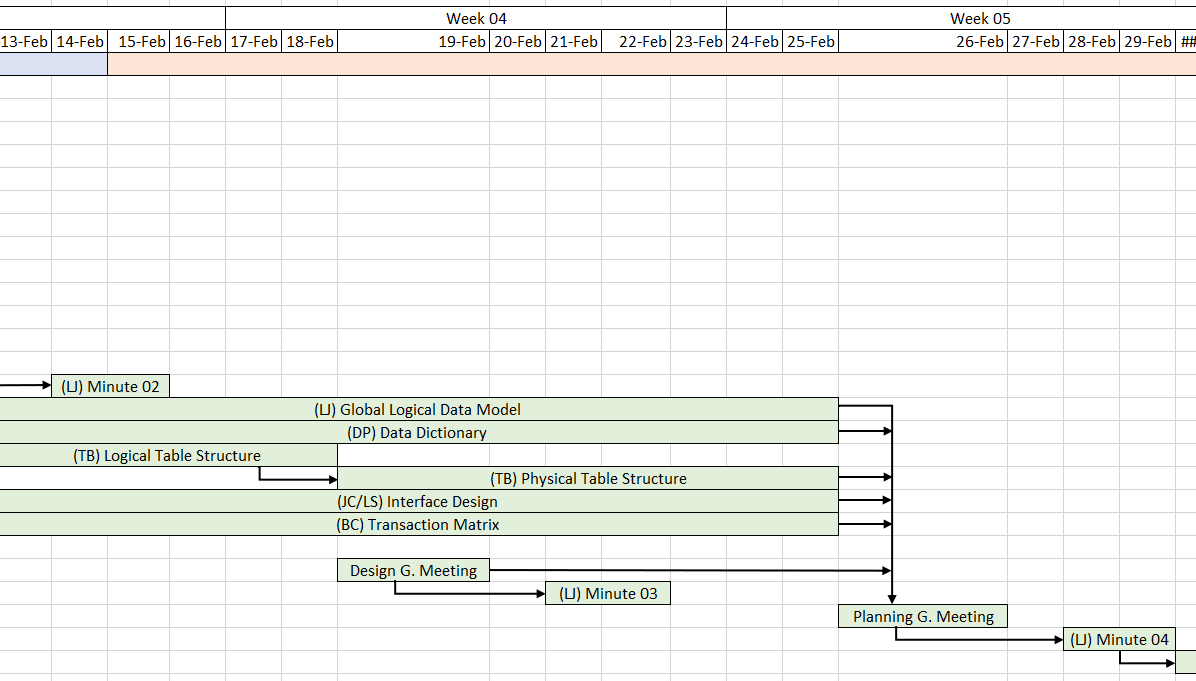 Week 04 Week 05
13-Feb 14-Feb 15-Feb 16-Feb 17-Feb 18-Feb 19-Feb 20-Feb 21-Feb 22-Feb 23-Feb 24-Feb 25-Feb 26-Feb 27-Feb 28-Feb 29-Feb ##
(LJ) Minute 02
(LJ) Global Logical Data Model
(DP) Data Dictionary
(TB) Logical Table Structure
(TB) Physical Table Structure
(JC/LS) Interface Design
(BC) Transaction Matrix
Design G. Meeting
(LJ) Minute 03
Planning G. Meeting
(LJ) Minute 04